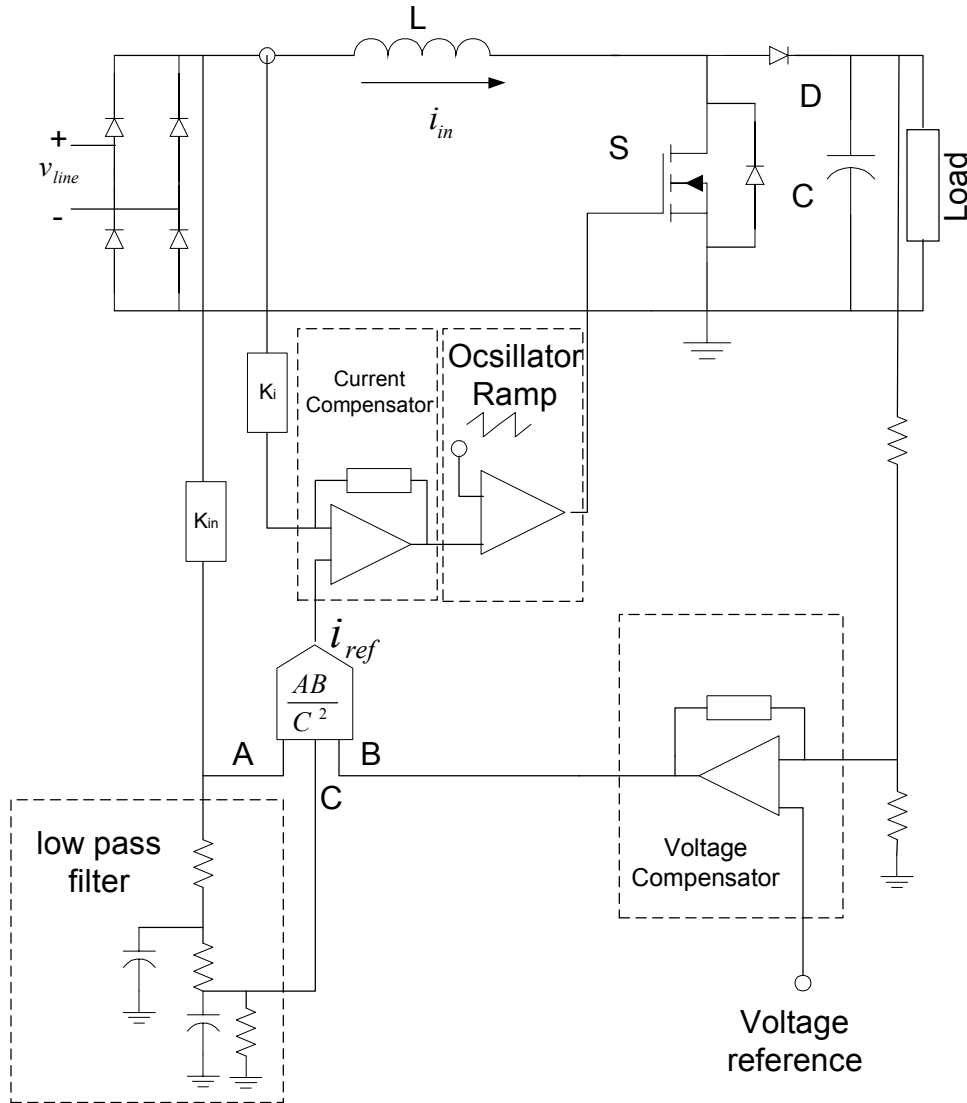 L
i_in
+
v_line
-
S
D
C
Load
K_i
Current
Compensator
Ocsillator
Ramp
K_in
i_ref
AB
C^2
A
B
C
low pass
filter
Voltage
Compensator
Voltage
reference